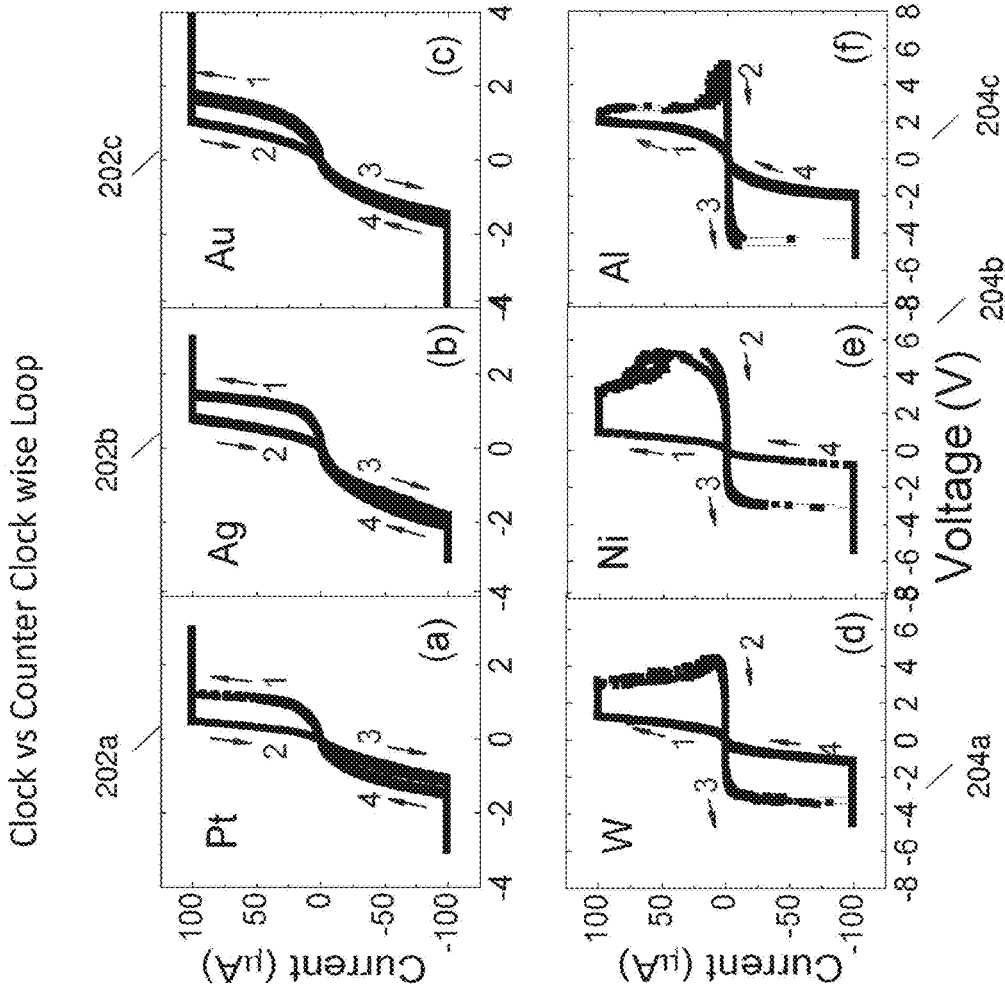 Clock vs Counter Clock wise Loop
202a 202b 202c
Current (μA)
100
50
0
-50
-100
Pt
1
2
3
4
(a)
Ag
1
2
3
4
(b)
Au
1
2
3
4
(c)
-4 -2 0 2
-4 -2 0 2
-4 -2 0 2 4
Current (μA)
100
50
0
-50
-100
W
1
2
3
4
(d)
Ni
1
2
3
4
(e)
Al
1
2
3
4
(f)
-8 -6 -4 -2 0 2 4 6
-8 -6 -4 -2 0 2 4 6
-8 -6 -4 -2 0 2 4 6 8
Voltage (V)
204a 204b 204c